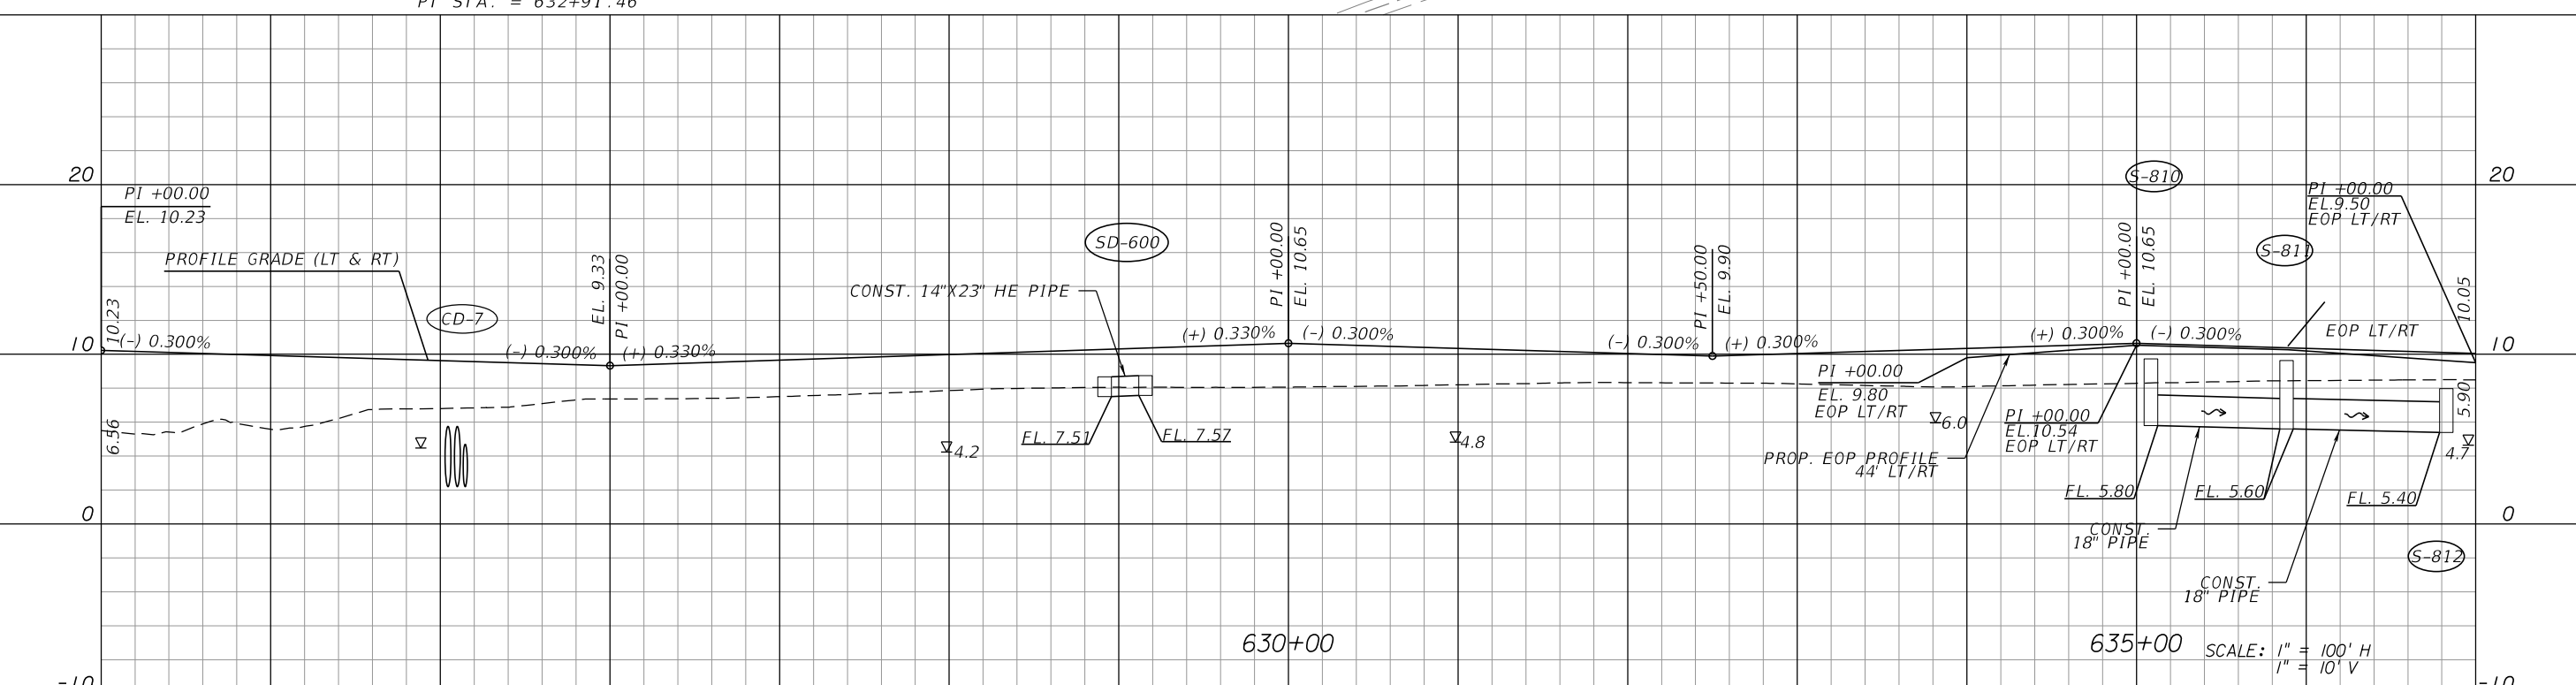 PI STA. = 632+91.46
20
20
PI +00.00
EL. 10.23
PROFILE GRADE (LT & RT)
CD-7
10.23
(-) 0.300%
10
6.56
(-) 0.300%
EL. 9.33
PI +00.00
(+) 0.330%
SD-600
CONST. 14"X23" HE PIPE
EL. 7.51
EL. 7.57
4.2
(+) 0.330%
PI +00.00
EL. 10.65
(-) 0.300%
4.8
(-) 0.300%
PI +50.00
EL. 9.90
(+) 0.300%
PI +00.00
EL. 9.80
EOP LT/RT
6.0
PROP. EOP PROFILE
44' LT/RT
S-810
(+) 0.300%
PI +00.00
EL. 10.65
(-) 0.300%
PI +00.00
EL.10.54
EOP LT/RT
S-811
PI +00.00
EL.9.50
EOP LT/RT
EOP LT/RT
10.05
10
5.90
4.7
FL. 5.80
FL. 5.60
FL. 5.40
CONST.
18" PIPE
CONST.
18" PIPE
S-812
0
0
630+00
635+00
SCALE: 1" = 100' H
1" = 10' V
-10
-10